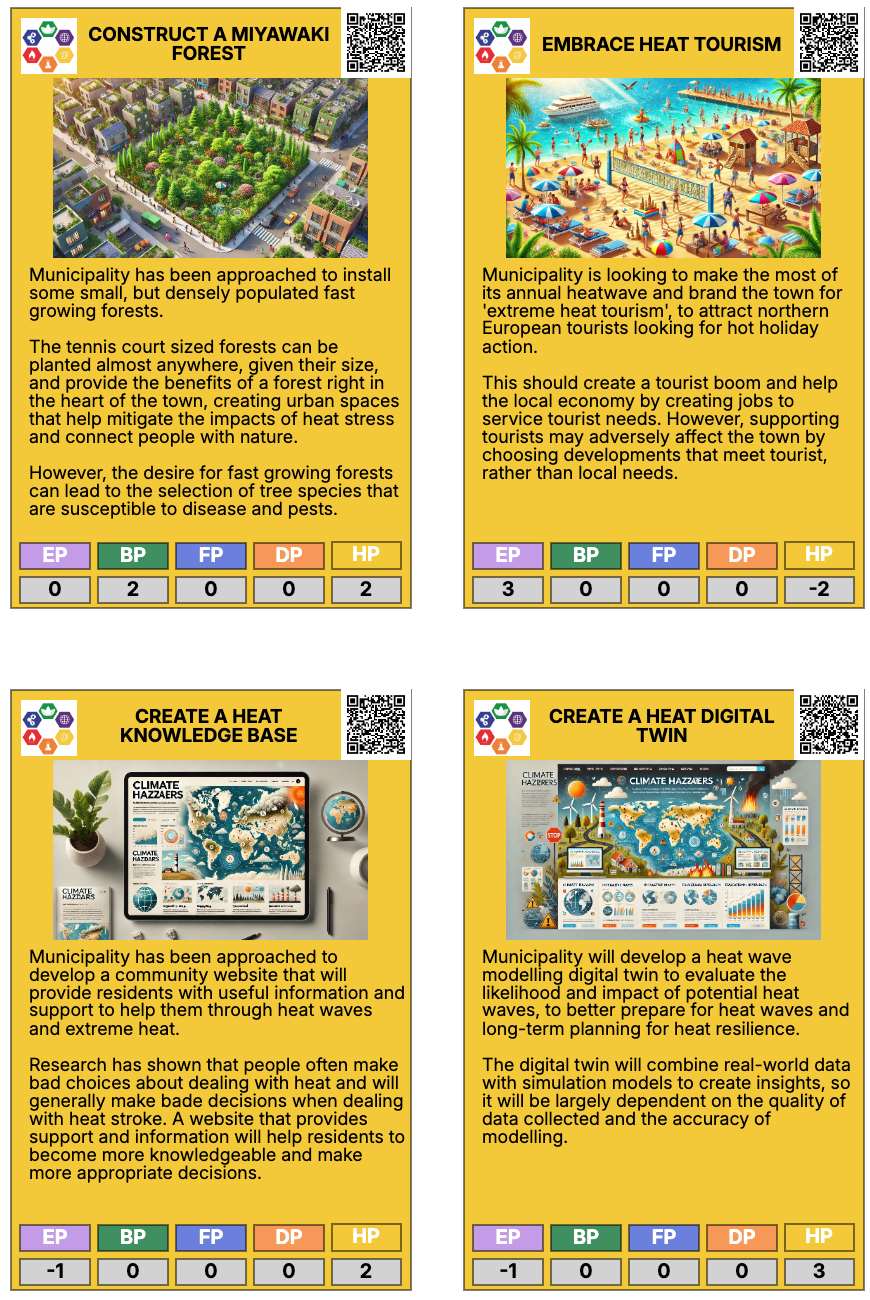 CONSTRUCT A MIYAWAKI
FOREST
Municipality has been approached to install
some small, but densely populated fast
growing forests.
The tennis court sized forests can be
planted almost anywhere, given their size,
and provide the benefits of a forest right in
the heart of the town, creating urban spaces
that help mitigate the impacts of heat stress
and connect people with nature.
However, the desire for fast growing forests
can lead to the selection of tree species that
are susceptible to disease and pests.
EP BP FP DP HP
0 2 0 0 2
EMBRACE HEAT TOURISM
Municipality is looking to make the most of
its annual heatwave and brand the town for
'extreme heat tourism', to attract northern
European tourists looking for hot holiday
action.
This should create a tourist boom and help
the local economy by creating jobs to
service tourist needs. However, supporting
tourists may adversely affect the town by
choosing developments that meet tourist,
rather than local needs.
EP BP FP DP HP
3 0 0 0 -2
CREATE A HEAT
KNOWLEDGE BASE
CLIMATE
HAZZAERS
CLIMATE
Municipality has been approached to
develop a community website that will
provide residents with useful information and
support to help them through heat waves
and extreme heat.
Research has shown that people often make
bad choices about dealing with heat and will
generally make bade decisions when dealing
with heat stroke. A website that provides
support and information will help residents to
become more knowledgeable and make
more appropriate decisions.
EP BP FP DP HP
-1 0 0 0 2
CREATE A HEAT DIGITAL
TWIN
CLIMATE
CLIMATE HAZZERS
STOP
Municipality will develop a heat wave
modelling digital twin to evaluate the
likelihood and impact of potential heat
waves, to better prepare for heat waves and
long-term planning for heat resilience.
The digital twin will combine real-world data
with simulation models to create insights, so
it will be largely dependent on the quality of
data collected and the accuracy of
modelling.
EP BP FP DP HP
-1 0 0 0 3